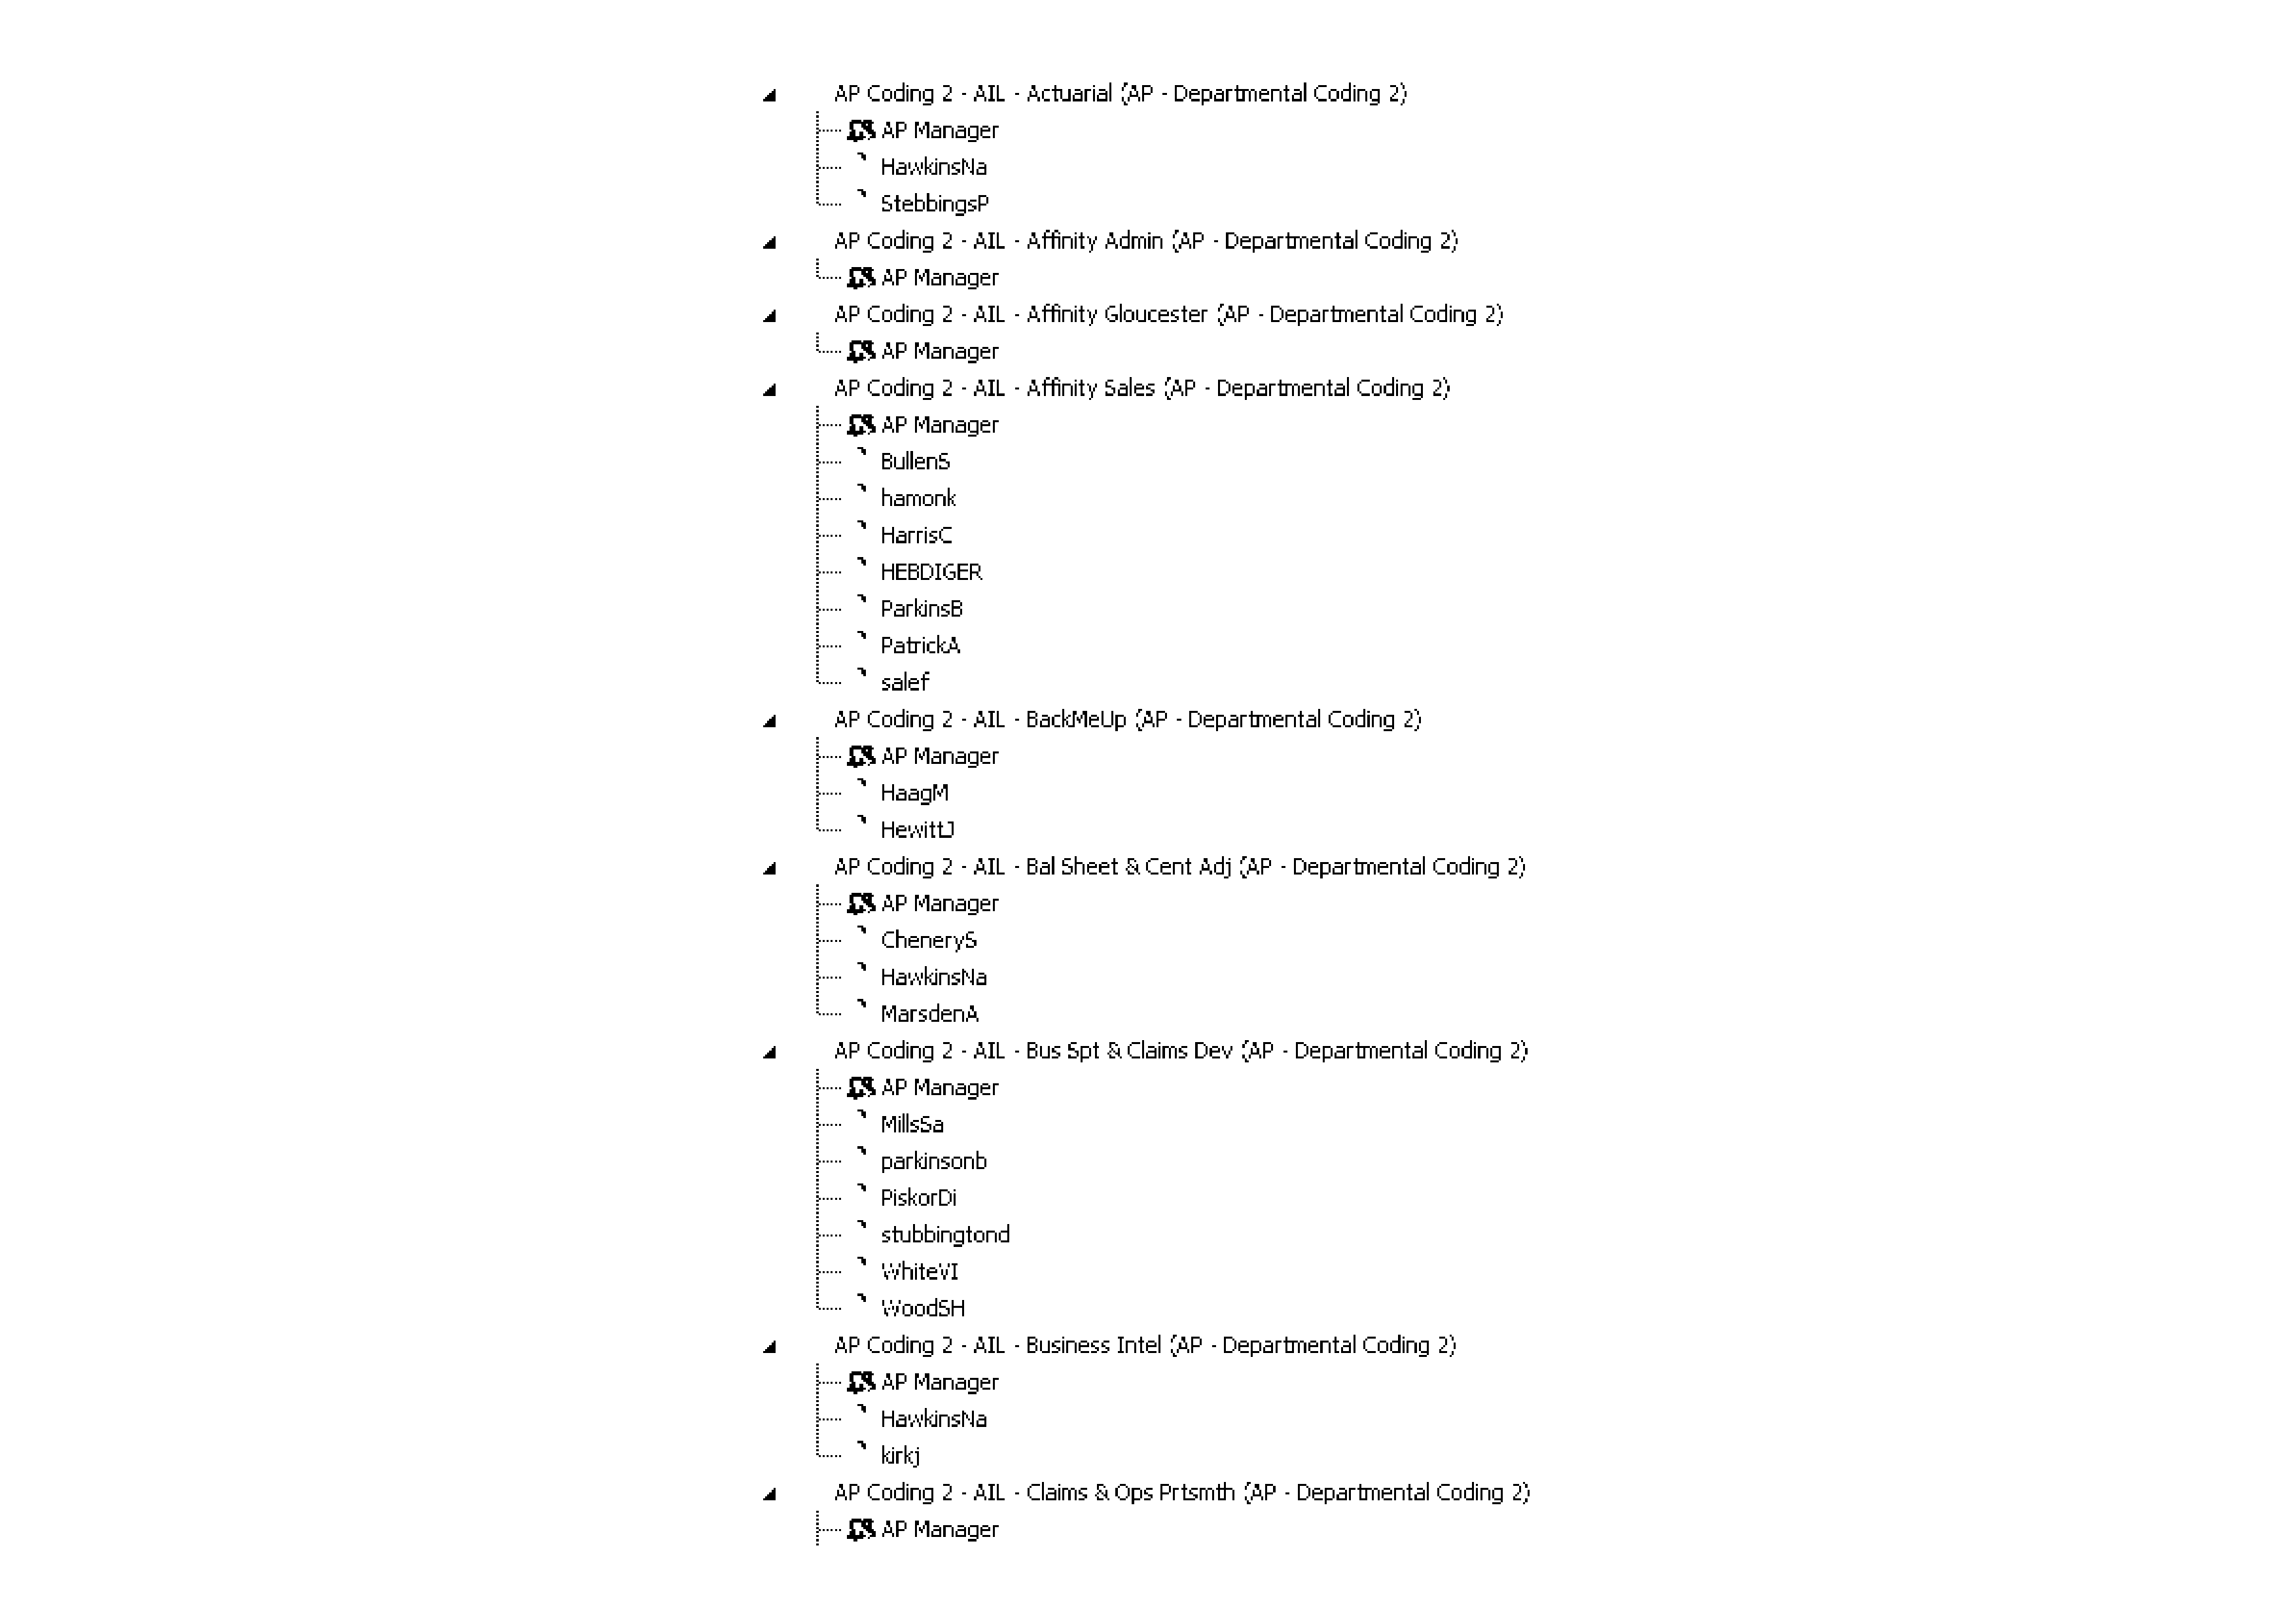 AP Coding 2 - AIL - Actuarial (AP - Departmental Coding 2)
AP Manager
HawkinsNa
StebbingsP
AP Coding 2 - AIL - Affinity Admin (AP - Departmental Coding 2)
AP Manager
AP Coding 2 - AIL - Affinity Gloucester (AP - Departmental Coding 2)
AP Manager
AP Coding 2 - AIL - Affinity Sales (AP - Departmental Coding 2)
AP Manager
BullenS
hamonk
HarrisC
HEBDIGER
ParkinsB
PatrickA
salef
AP Coding 2 - AIL - BackMeUp (AP - Departmental Coding 2)
AP Manager
HaagM
HewittJ
AP Coding 2 - AIL - Bal Sheet & Cent Adj (AP - Departmental Coding 2)
AP Manager
CheneryS
HawkinsNa
MarsdenA
AP Coding 2 - AIL - Bus Spt & Claims Dev (AP - Departmental Coding 2)
AP Manager
MillsSa
parkinsonb
PiskorDi
stubbingtond
WhiteVI
WoodSH
AP Coding 2 - AIL - Business Intel (AP - Departmental Coding 2)
AP Manager
HawkinsNa
kirkj
AP Coding 2 - AIL - Claims & Ops Prtsmth (AP - Departmental Coding 2)
AP Manager